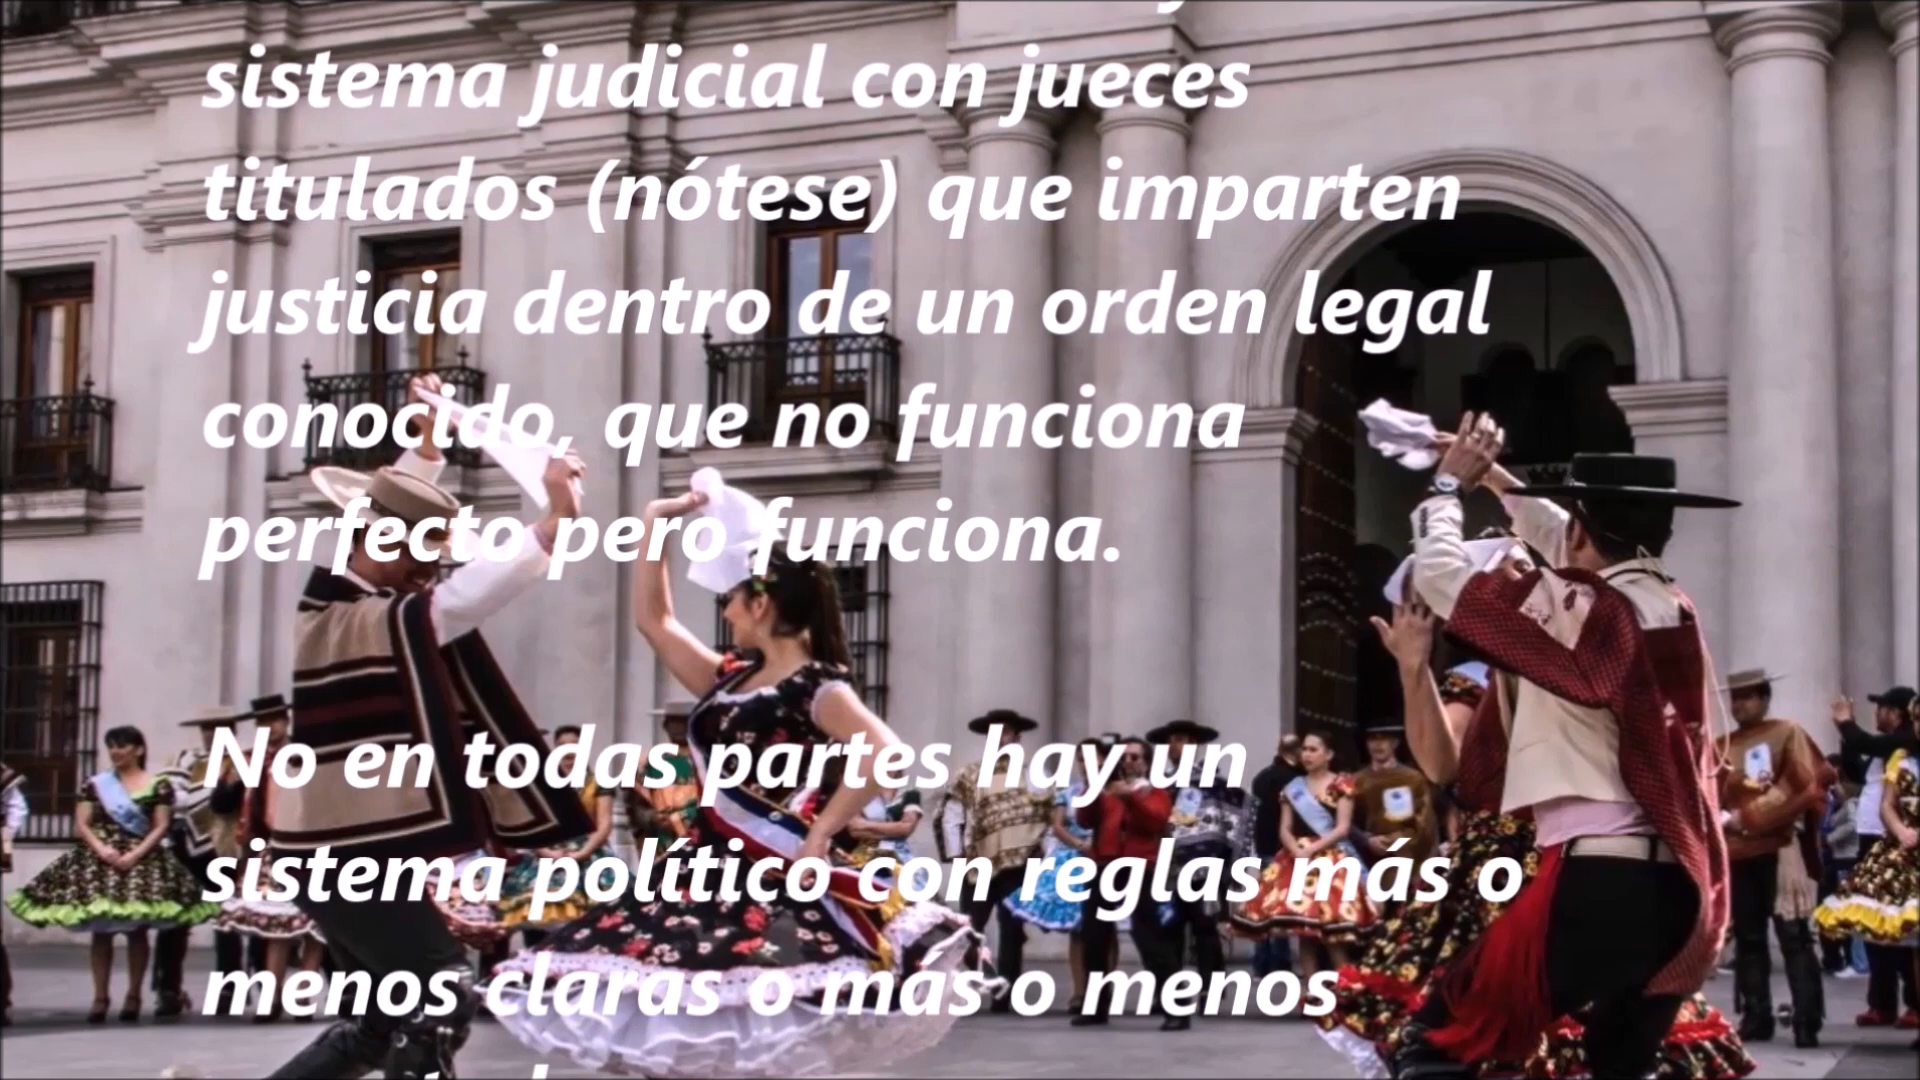 sistema judicial con jueces
titulados (nótese) que imparten
justicia dentro de un orden legal
conocido, que no funciona
perfecto pero funciona.
No en todas partes hay un
sistema político con reglas más o
menos claras o más o menos